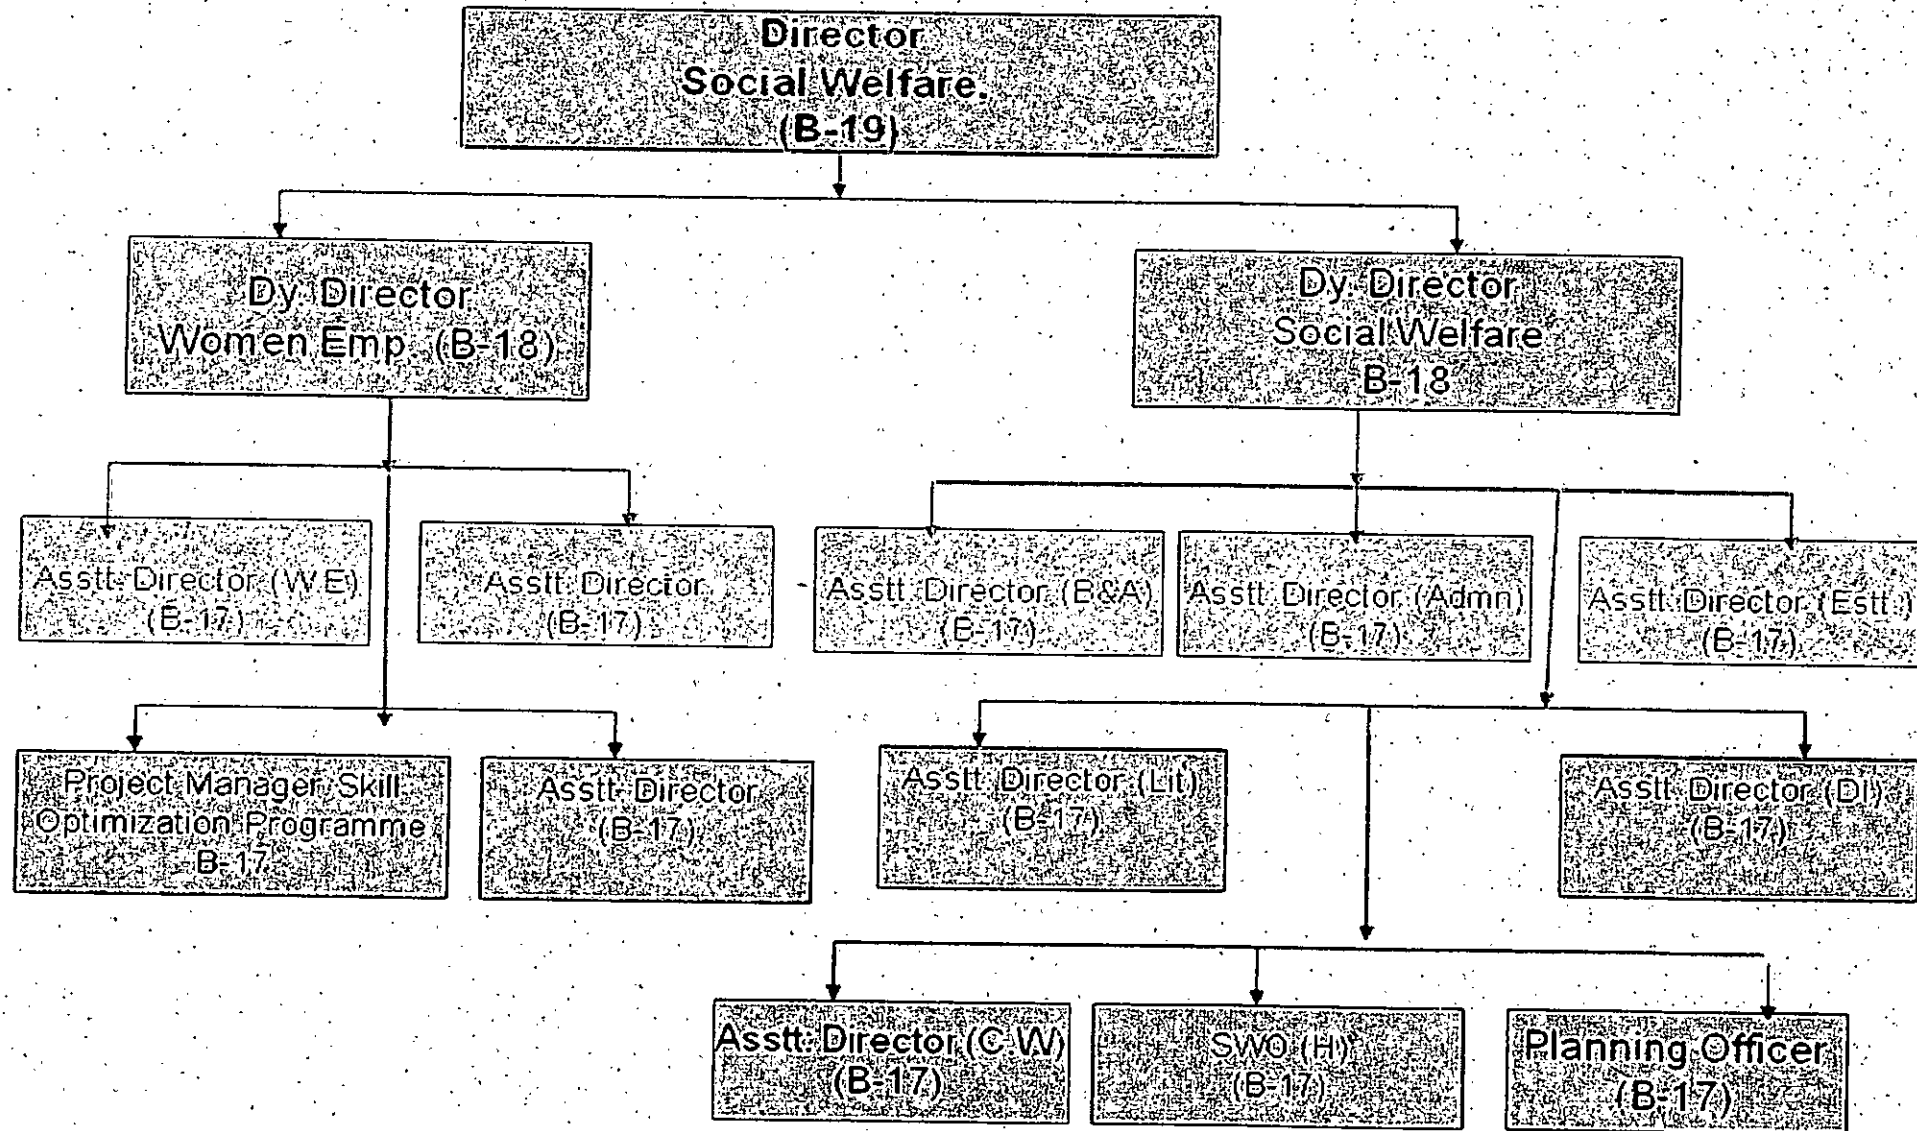 Director
Social Welfare.
(B-19)
Dy. Director
Women Emp. (B-18)
Dy. Director
Social Welfare
B-18
Asstt. Director (W.E)
(B-17)
Asstt. Director
(B-17)
Asstt. Director (B&A)
(B-17)
Asstt. Director (Admn)
(B-17)
Asstt. Director (Estt.)
(B-17)
Project Manager Skill
Optimization Programme
B-17
Asstt. Director
(B-17)
Asstt. Director (Lit)
(B-17)
Asstt. Director (DI)
(B-17)
Asstt. Director (C.W)
(B-17)
SWO (H)
(B-17)
Planning Officer
(B-17)